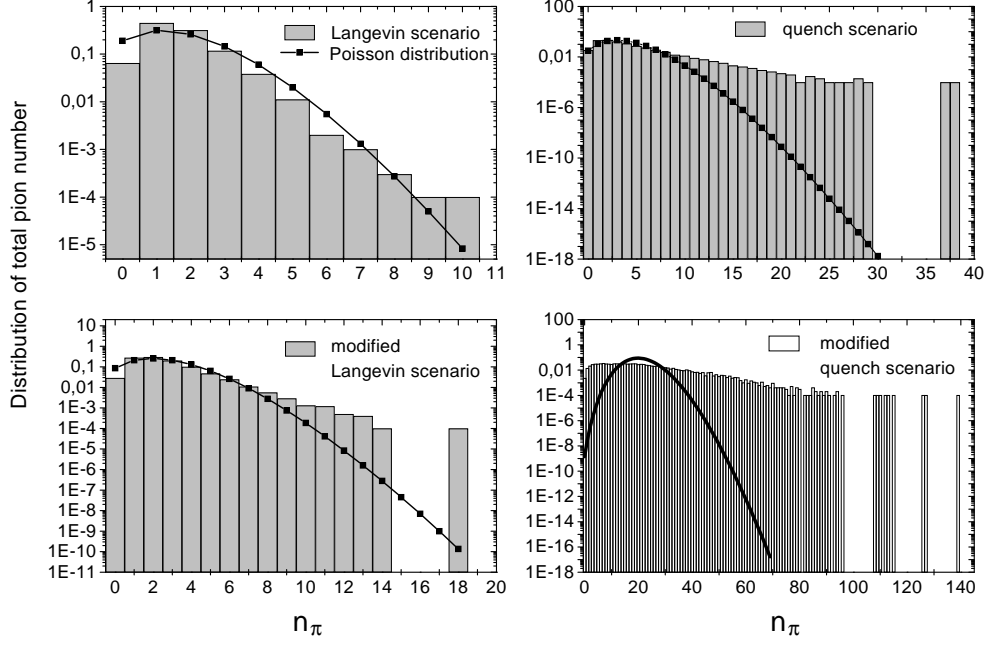 Distribution of total pion number
1
0,1
0,01
1E-3
1E-4
1E-5
Langevin scenario
Poisson distribution
0 1 2 3 4 5 6 7 8 9 10 11
100
0,01
1E-6
1E-10
1E-14
1E-18
quench scenario
0 5 10 15 20 25 30 35 40
10
1
0,1
0,01
1E-3
1E-4
1E-5
1E-6
1E-7
1E-8
1E-9
1E-10
1E-11
modified
Langevin scenario
0 2 4 6 8 10 12 14 16 18 20
nπ
100
1
0,01
1E-4
1E-6
1E-8
1E-10
1E-12
1E-14
1E-16
1E-18
modified
quench scenario
0 20 40 60 80 100 120 140
nπ